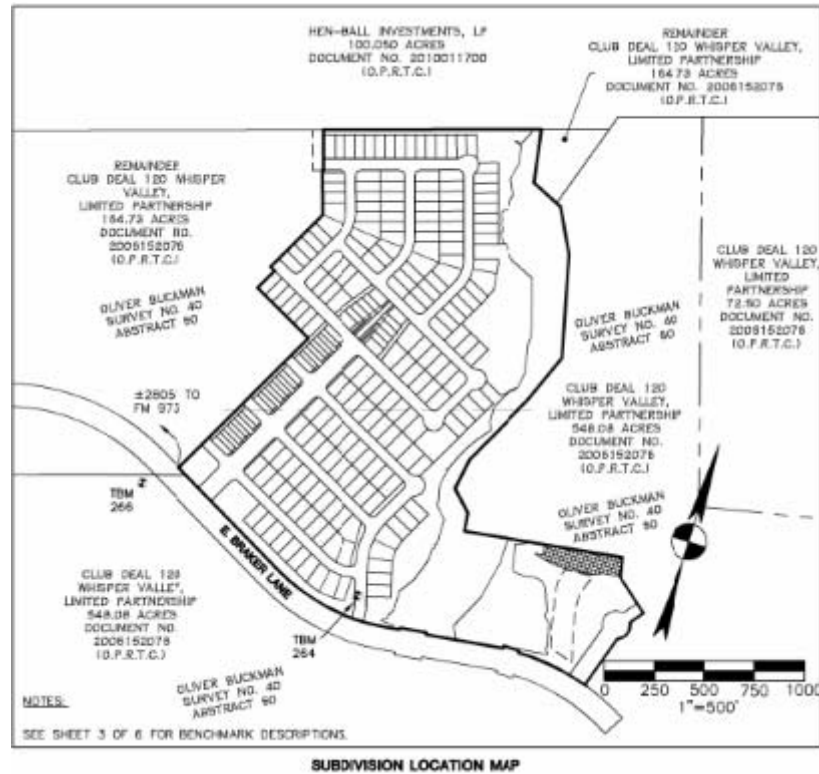 HEN-BALL INVESTMENTS, LP
100.050 ACRES
DOCUMENT NO. 2010011700
(O.P.R.T.C.)
REMAINDER
CLUB DEAL 120 WHISPER VALLEY,
LIMITED PARTNERSHIP
164.73 ACRES
DOCUMENT NO. 2006152076
(O.P.R.T.C.)
REMAINDER
CLUB DEAL 120 WHISPER
VALLEY,
LIMITED PARTNERSHIP
164.73 ACRES
DOCUMENT NO.
2006152076
(O.P.R.T.C.)
OLIVER BUCKMAN
SURVEY NO. 40
ABSTRACT 60
CLUB DEAL 120
WHISPER VALLEY,
LIMITED
PARTNERSHIP
72.50 ACRES
DOCUMENT NO.
2006152076
(O.P.R.T.C.)
OLIVER BUCKMAN
SURVEY NO. 40
ABSTRACT 60
±2805 TO
FM 973
CLUB DEAL 120
WHISPER VALLEY,
LIMITED PARTNERSHIP
548.08 ACRES
DOCUMENT NO.
2006152076
(O.P.R.T.C.)
TBM
266
OLIVER BUCKMAN
SURVEY NO. 40
ABSTRACT 60
E. BRAKER LANE
CLUB DEAL 120
WHISPER VALLEY,
LIMITED PARTNERSHIP
548.08 ACRES
DOCUMENT NO.
2006152076
(O.P.R.T.C.)
TBM
264
OLIVER BUCKMAN
SURVEY NO. 40
ABSTRACT 60
0 250 500 750 1000
1"=500'
NOTES:
SEE SHEET 3 OF 6 FOR BENCHMARK DESCRIPTIONS.
SUBDIVISION LOCATION MAP